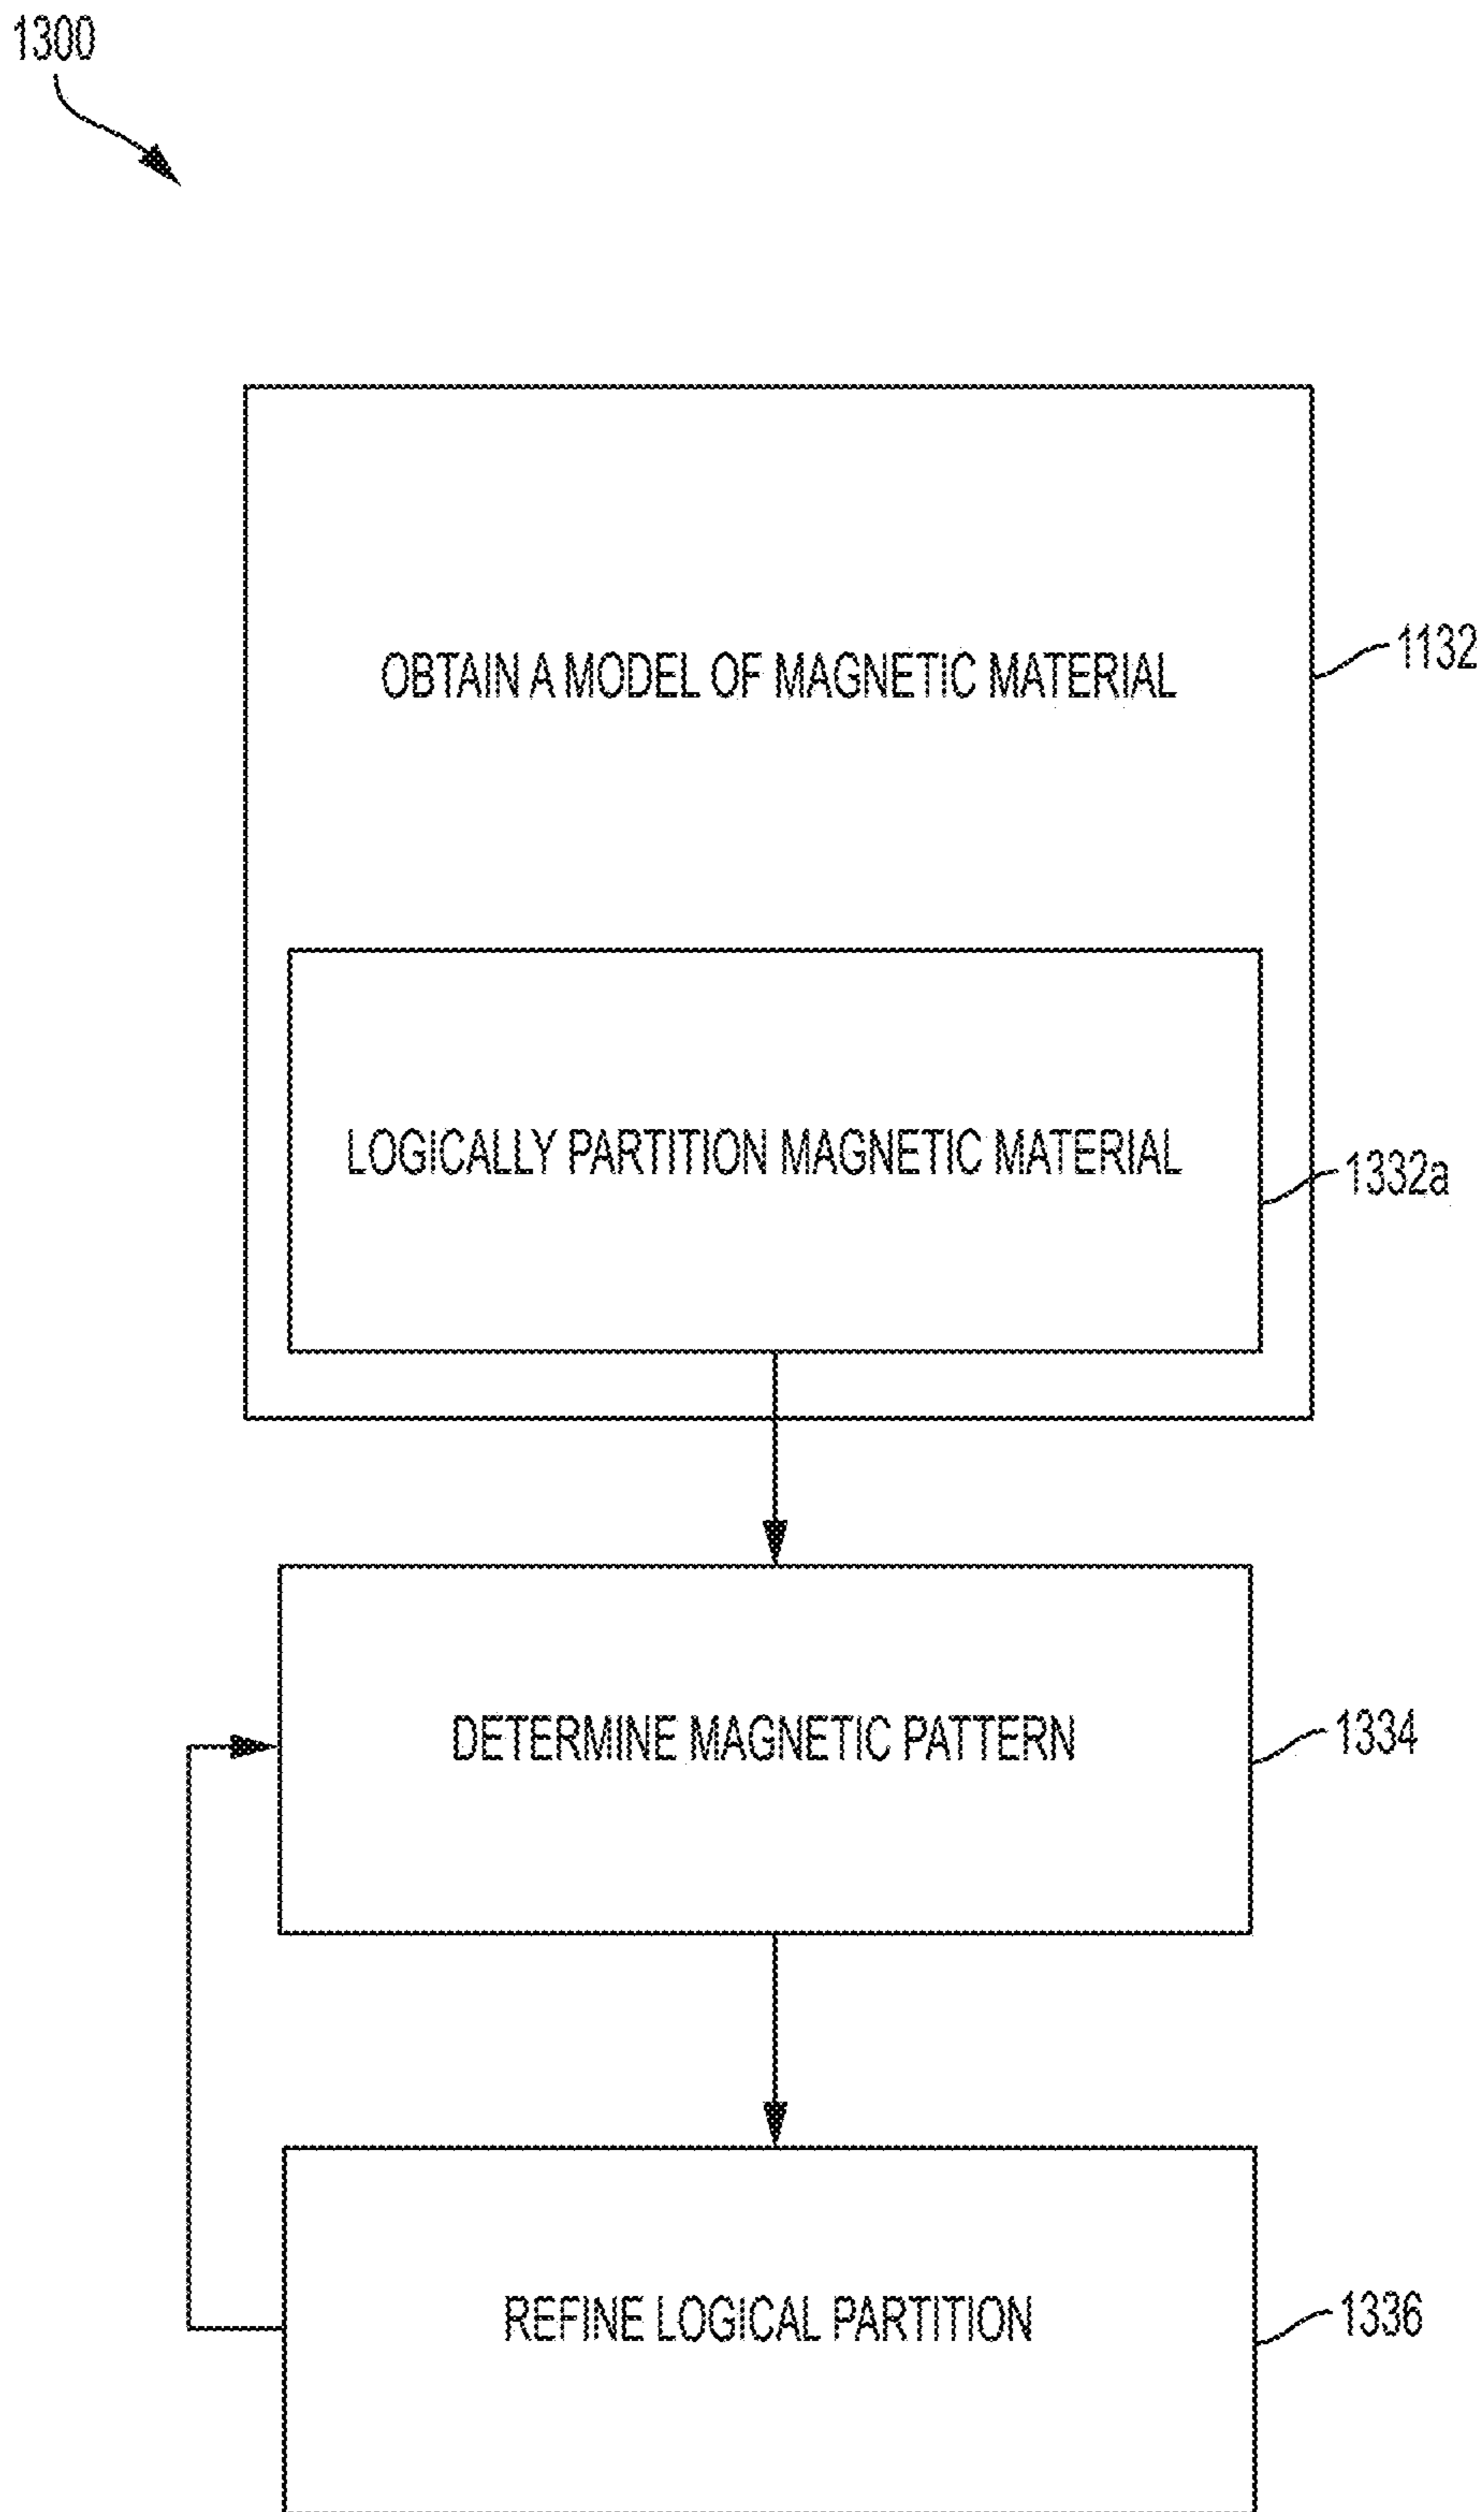 1300
OBTAIN A MODEL OF MAGNETIC MATERIAL
1132
LOGICALLY PARTITION MAGNETIC MATERIAL
1332a
DETERMINE MAGNETIC PATTERN
1334
REFINE LOGICAL PARTITION
1336